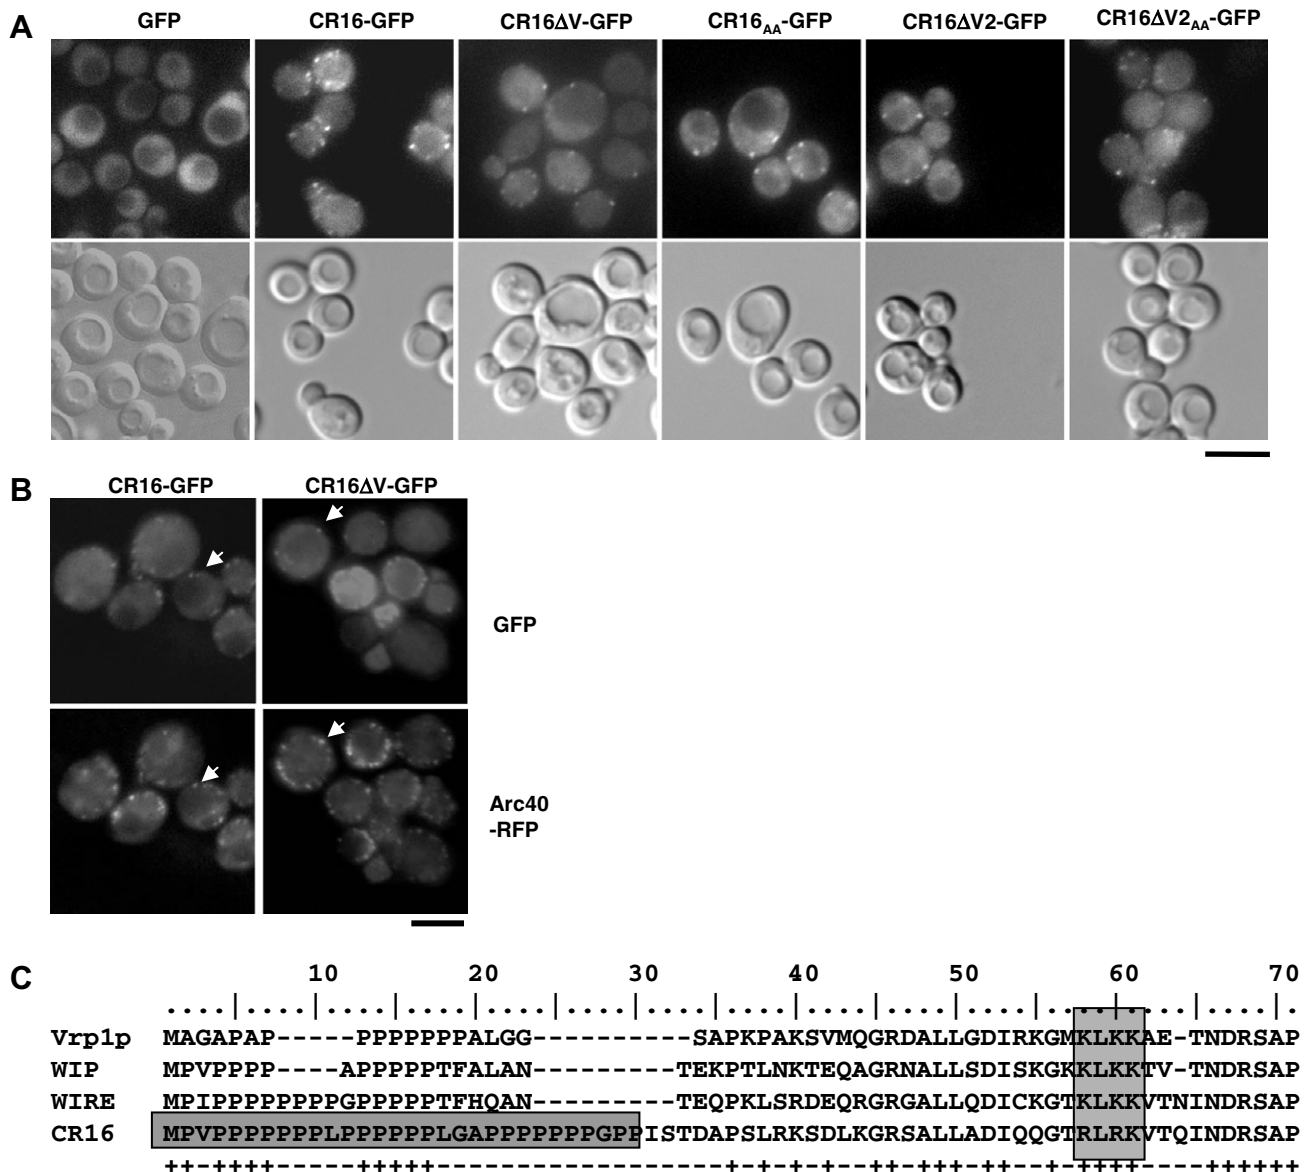 A
GFP CR16-GFP CR16ΔV-GFP CR16AA-GFP CR16ΔV2-GFP CR16ΔV2AA-GFP
B
CR16-GFP CR16ΔV-GFP
GFP
Arc40
-RFP
C
10 20 30 40 50 60 70
Vrp1p MAGAPAP-----PPPPPPPALGG----------SAPKPAKSVMQGRDALLGDIRKGMKLKKAE-TNDRSAP
WIP MPVPPPP----APPPPPTFALAN---------TEKPTLNKTEQAGRNALLSDISKGKKLKKTV-TNDRSAP
WIRE MPIPPPPPPPPGPPPPPTFHQAN---------TEQPKLSRDEQRGRGALLQDICKGTKLKKVTNINDRSAP
CR16 MPVPPPPPPPLPPPPPPLGAPPPPPPPGPPISTDAPSLRKSDLKGRSALLADIQQGTRLRKVTQINDRSAP